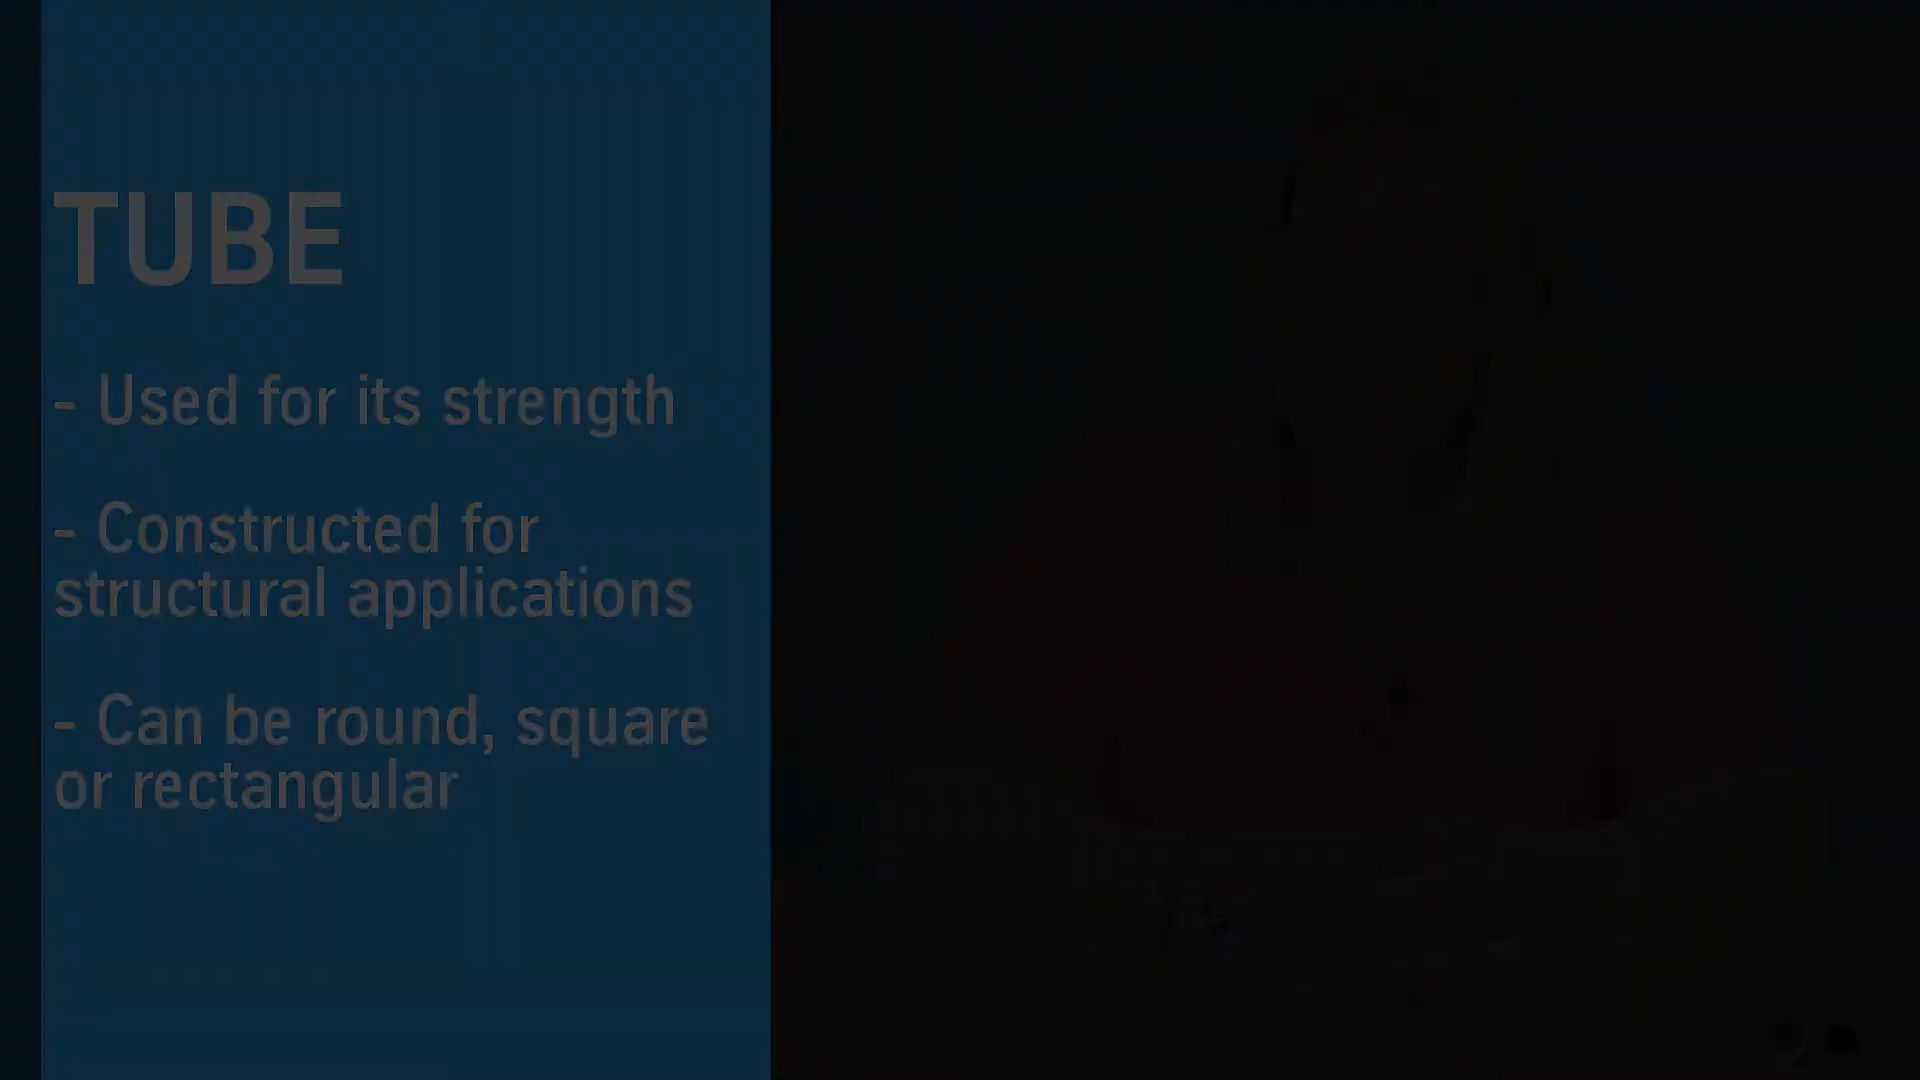 TUBE
- Used for its strength
- Constructed for
structural applications
- Can be round, square
or rectangular